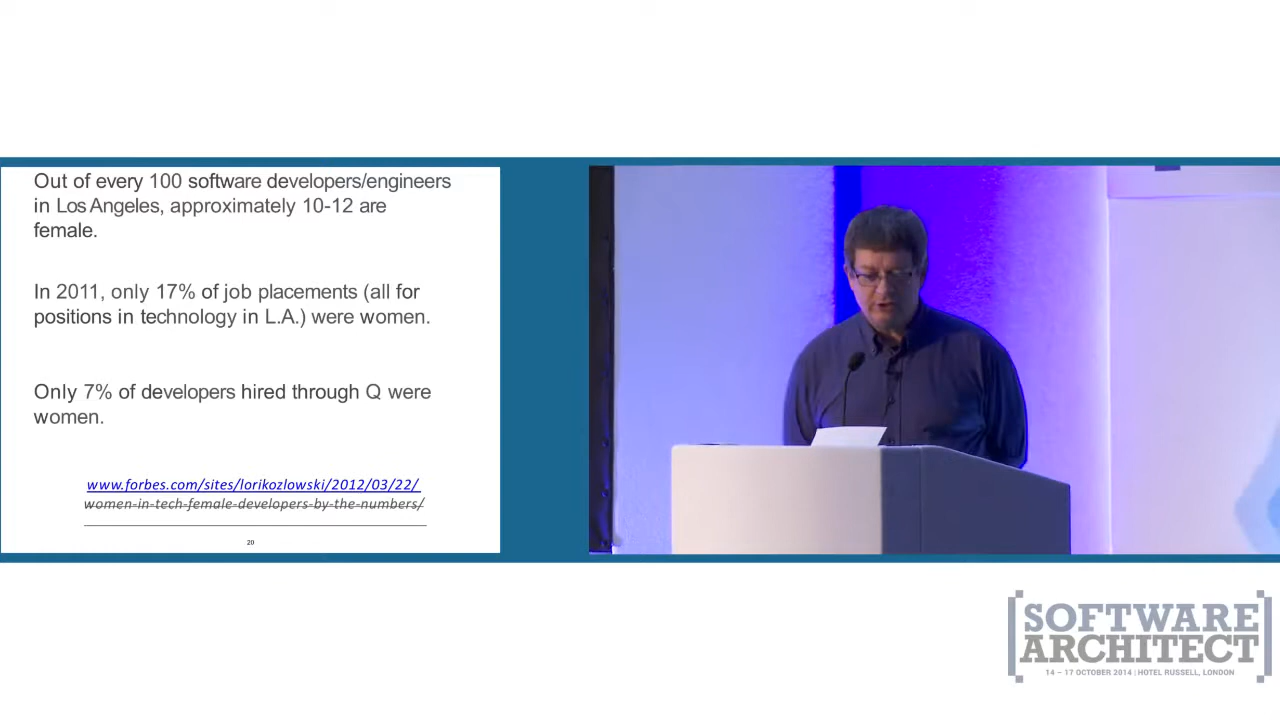 Out of every 100 software developers/engineers
in Los Angeles, approximately 10-12 are
female.
In 2011, only 17% of job placements (all for
positions in technology in L.A.) were women.
Only 7% of developers hired through Q were
women.
www.forbes.com/sites/lorikozlowski/2012/03/22/
women-in-tech-female-developers-by-the-numbers/
20
SOFTWARE
ARCHITECT
14 – 17 OCTOBER 2014 | HOTEL RUSSELL, LONDON